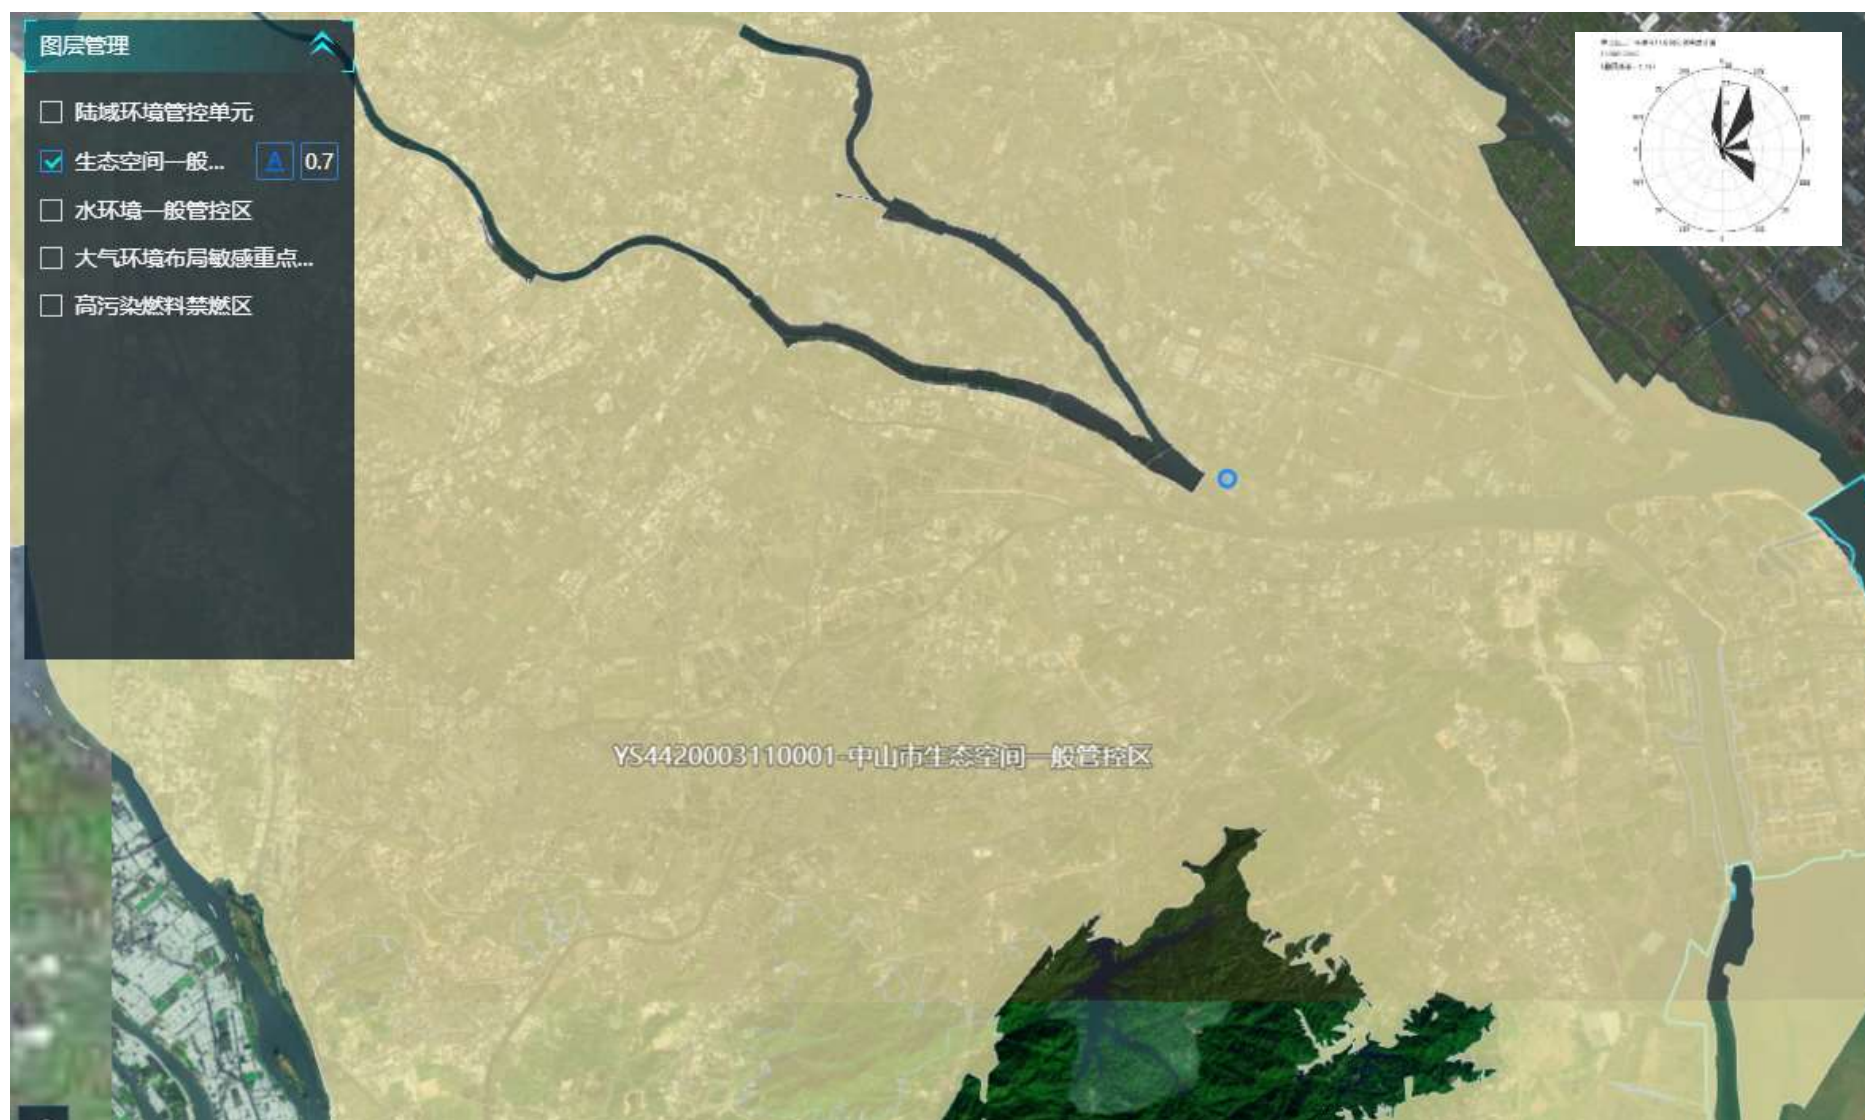 图层管理
陆域环境管控单元
生态空间一般... A 0.7
水环境一般管控区
大气环境布局敏感重点...
高污染燃料禁燃区
YS4420003110001-中山市生态空间一般管控区